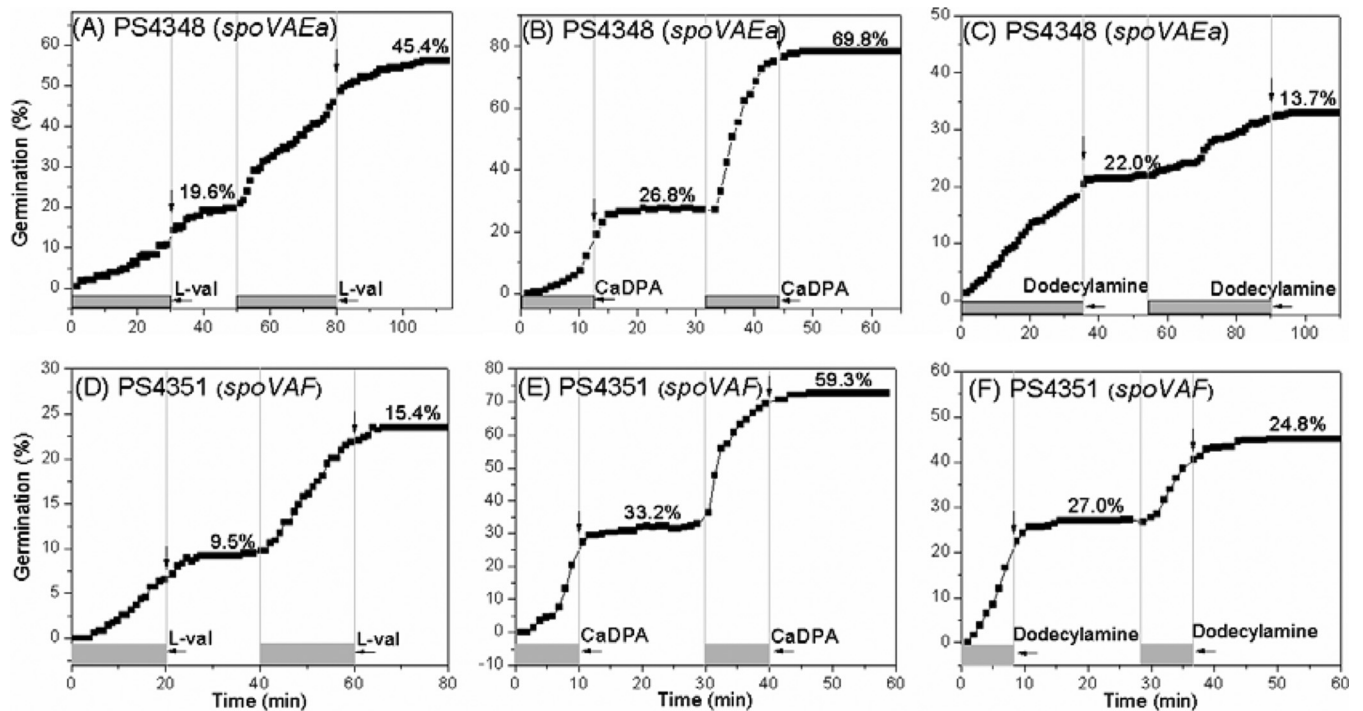 (A) PS4348 (spoVAEa)
Germination (%)
60
50
40
30
20
10
0
19.6%
45.4%
L-val
L-val
0 20 40 60 80 100
(B) PS4348 (spoVAEa)
80
60
40
20
0
26.8%
69.8%
CaDPA
CaDPA
0 10 20 30 40 50 60
(C) PS4348 (spoVAEa)
50
40
30
20
10
0
22.0%
13.7%
Dodecylamine
Dodecylamine
0 20 40 60 80 100
(D) PS4351 (spoVAF)
Germination (%)
30
25
20
15
10
5
0
9.5%
15.4%
L-val
L-val
0 20 40 60 80
Time (min)
(E) PS4351 (spoVAF)
80
70
60
50
40
30
20
10
0
-10
33.2%
59.3%
CaDPA
CaDPA
0 10 20 30 40 50 60
Time (min)
(F) PS4351 (spoVAF)
60
50
40
30
20
10
0
27.0%
24.8%
Dodecylamine
Dodecylamine
0 10 20 30 40 50 60
Time (min)